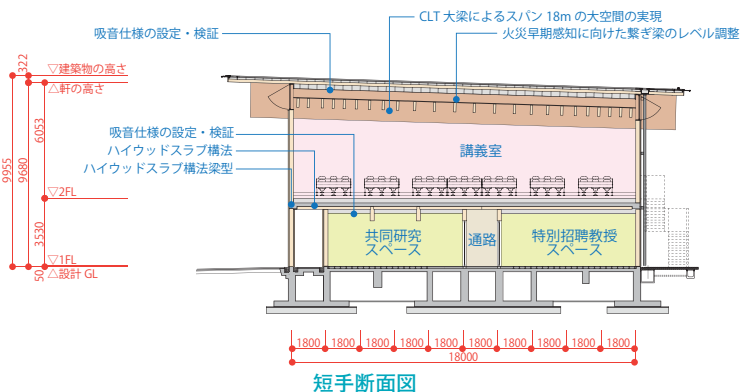 CLT 大梁によるスパン 18m の大空間の実現
吸音仕様の設定・検証
火災早期感知に向けた繋ぎ梁のレベル調整
322
▽建築物の高さ
△軒の高さ
6053
9955
9680
吸音仕様の設定・検証
ハイウッドスラブ構法
ハイウッドスラブ構法梁型
講義室
▽2FL
3530
共同研究
スペース
通路
特別招聘教授
スペース
▽1FL
50
△設計 GL
1800 1800 1800 1800 1800 1800 1800 1800 1800 1800
18000
短手断面図